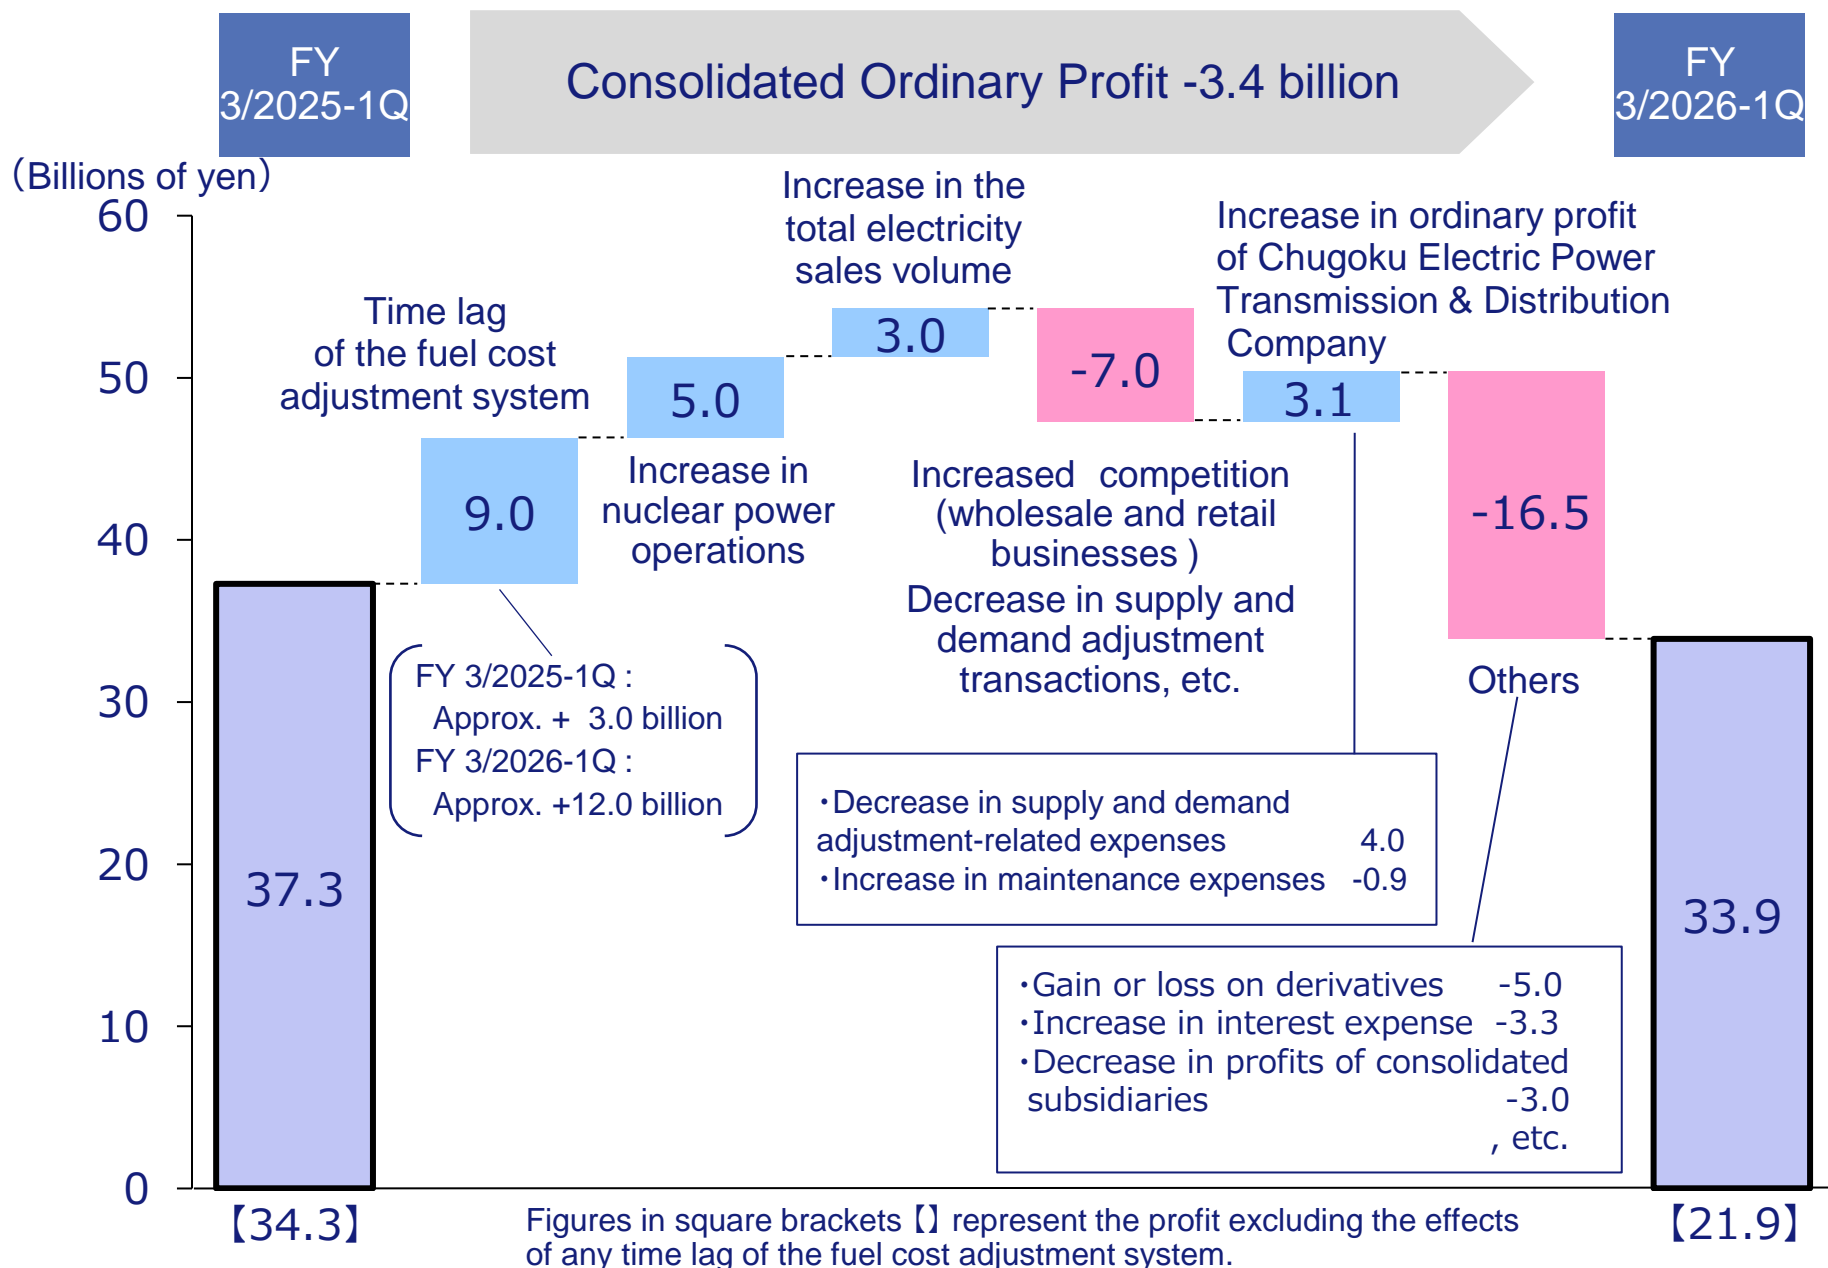 FY
3/2025-1Q
Consolidated Ordinary Profit -3.4 billion
FY
3/2026-1Q
(Billions of yen)
60
50
40
30
20
10
0
37.3
【34.3】
Time lag
of the fuel cost
adjustment system
9.0
FY 3/2025-1Q :
Approx. + 3.0 billion
FY 3/2026-1Q :
Approx. +12.0 billion
5.0
Increase in
nuclear power
operations
Increase in the
total electricity
sales volume
3.0
-7.0
Increased competition
(wholesale and retail
businesses )
Decrease in supply and
demand adjustment
transactions, etc.
Increase in ordinary profit
of Chugoku Electric Power
Transmission & Distribution
Company
3.1
・Decrease in supply and demand
adjustment-related expenses 4.0
・Increase in maintenance expenses -0.9
-16.5
Others
・Gain or loss on derivatives -5.0
・Increase in interest expense -3.3
・Decrease in profits of consolidated
subsidiaries -3.0
, etc.
33.9
【21.9】
Figures in square brackets【】represent the profit excluding the effects
of any time lag of the fuel cost adjustment system.